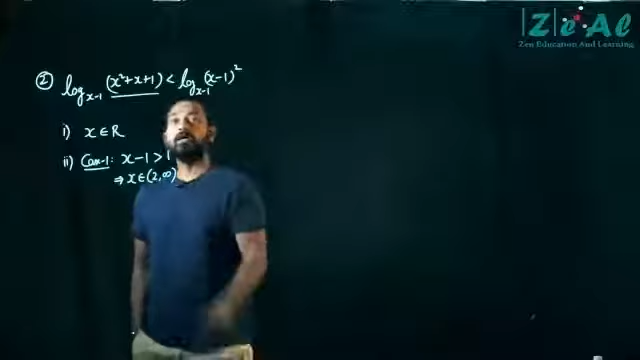 Zeal
Zen Education And Learning
② log_{x-1} (x²+x+1) < log_{x-1} (x-1)²
i) x ∈ R
ii) Case-1: x-1 > 1
⇒ x ∈ (2, ∞)